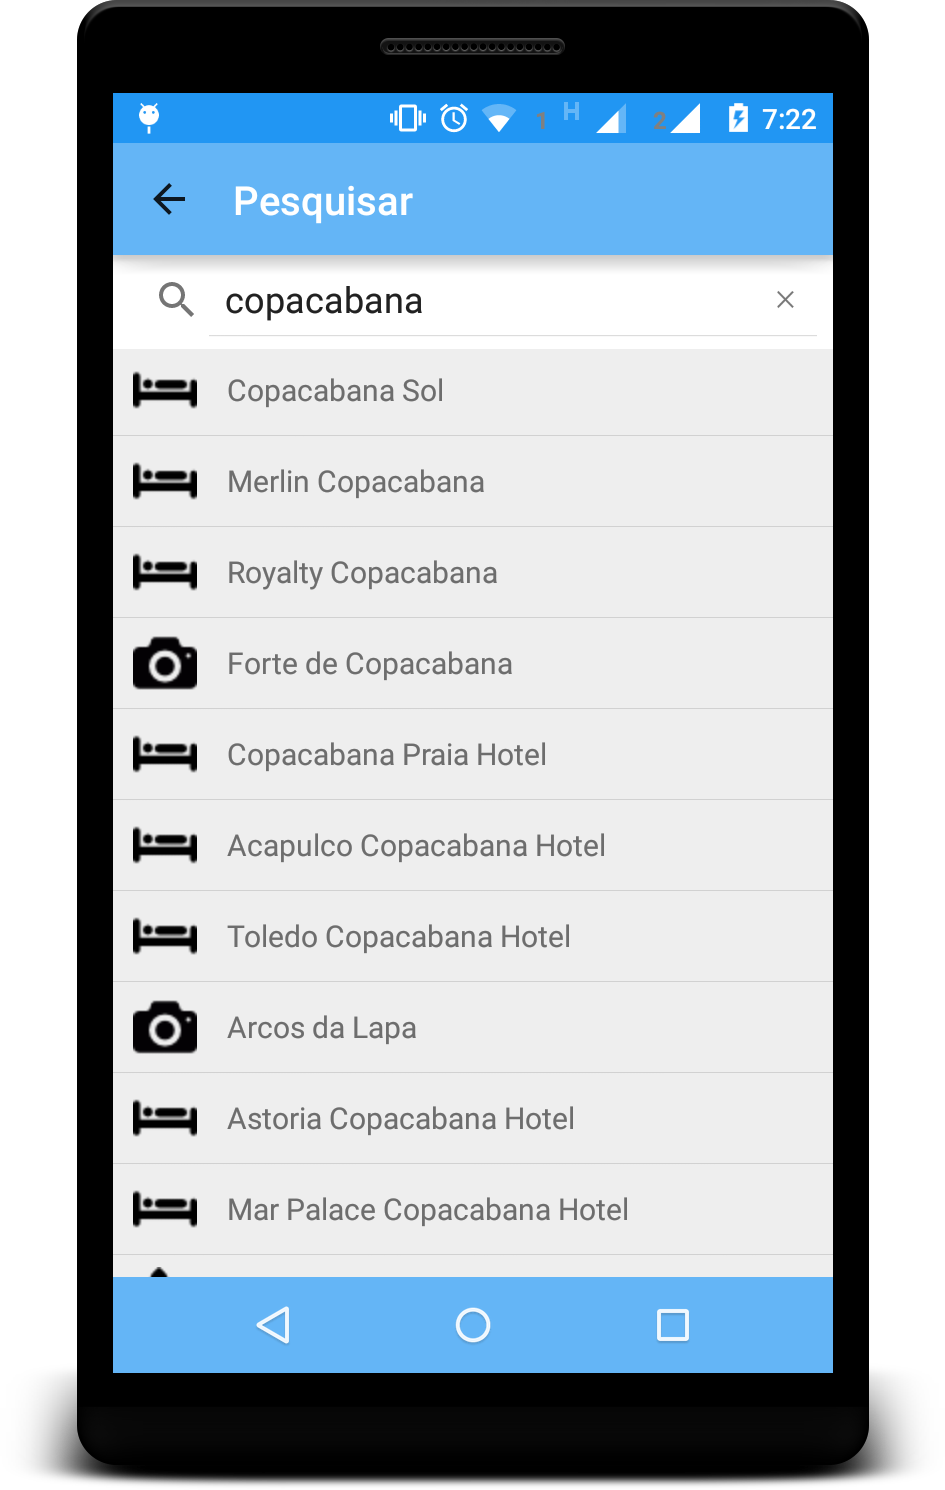 1 H 2 7:22
Pesquisar
copacabana
Copacabana Sol
Merlin Copacabana
Royalty Copacabana
Forte de Copacabana
Copacabana Praia Hotel
Acapulco Copacabana Hotel
Toledo Copacabana Hotel
Arcos da Lapa
Astoria Copacabana Hotel
Mar Palace Copacabana Hotel